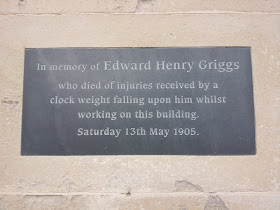 In memory of Edward Henry Griggs
who died of injuries received by a
clock weight falling upon him whilst
working on this building.
Saturday 13th May 1905.